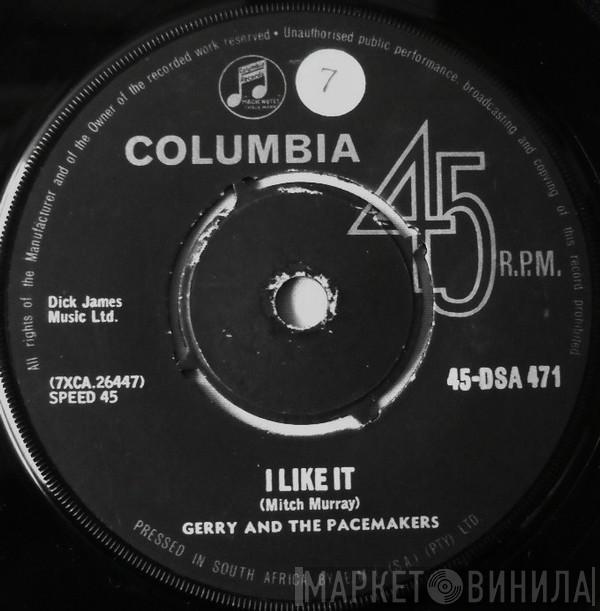 All rights of the Manufacturer and of the Owner of the recorded work reserved • Unauthorised public performance, broadcasting and copying of this record prohibited
7
COLUMBIA
45
R.P.M.
Dick James
Music Ltd.
(7XCA.26447)
SPEED 45
45-DSA 471
I LIKE IT
(Mitch Murray)
GERRY AND THE PACEMAKERS
PRESSED IN SOUTH AFRICA BY (S.A.) (PTY) LTD
МАРКЕТ ВИНИЛА